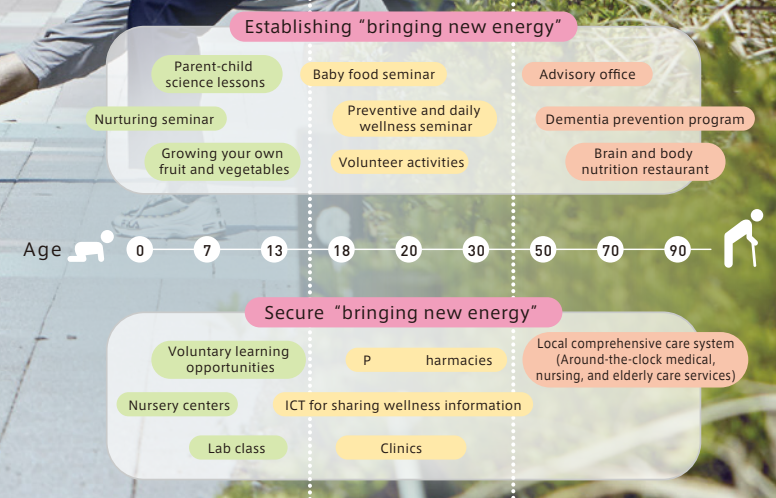 Establishing “bringing new energy”
Parent-child
science lessons
Baby food seminar
Advisory office
Nurturing seminar
Preventive and daily
wellness seminar
Dementia prevention program
Growing your own
fruit and vegetables
Volunteer activities
Brain and body
nutrition restaurant
Age 0 7 13 18 20 30 50 70 90
Secure “bringing new energy”
Voluntary learning
opportunities
P harmacies
Local comprehensive care system
(Around-the-clock medical,
nursing, and elderly care services)
Nursery centers
ICT for sharing wellness information
Lab class
Clinics